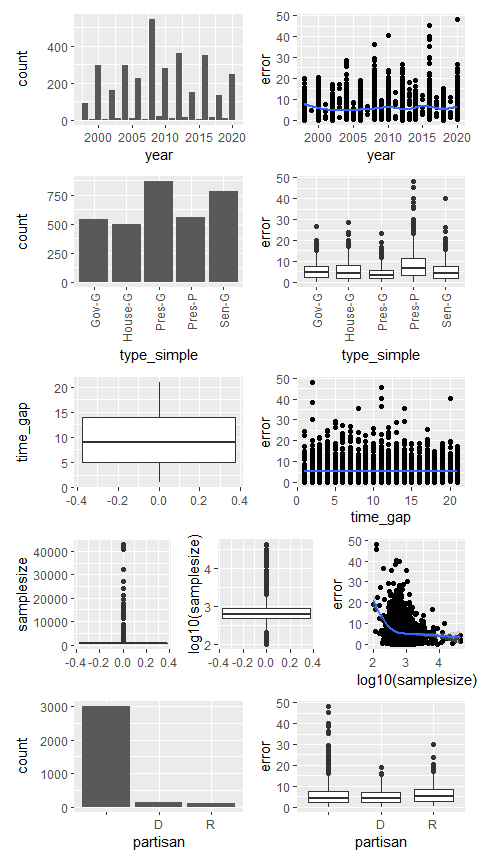 count
400
200
0
2000
2005
2010
2015
2020
year
error
50
40
30
20
10
0
2000
2005
2010
2015
2020
year
count
750
500
250
0
Gov-G
House-G
Pres-G
Pres-P
Sen-G
type_simple
error
50
40
30
20
10
0
Gov-G
House-G
Pres-G
Pres-P
Sen-G
type_simple
time_gap
20
15
10
5
0
-0.4
-0.2
0.0
0.2
0.4
error
50
40
30
20
10
0
0
5
10
15
20
time_gap
samplesize
40000
30000
20000
10000
0
-0.4
-0.2
0.0
0.2
0.4
log10(samplesize)
4
3
2
-0.4
-0.2
0.0
0.2
0.4
error
50
40
30
20
10
0
2
3
4
log10(samplesize)
count
3000
2000
1000
0
D
R
partisan
error
50
40
30
20
10
0
D
R
partisan